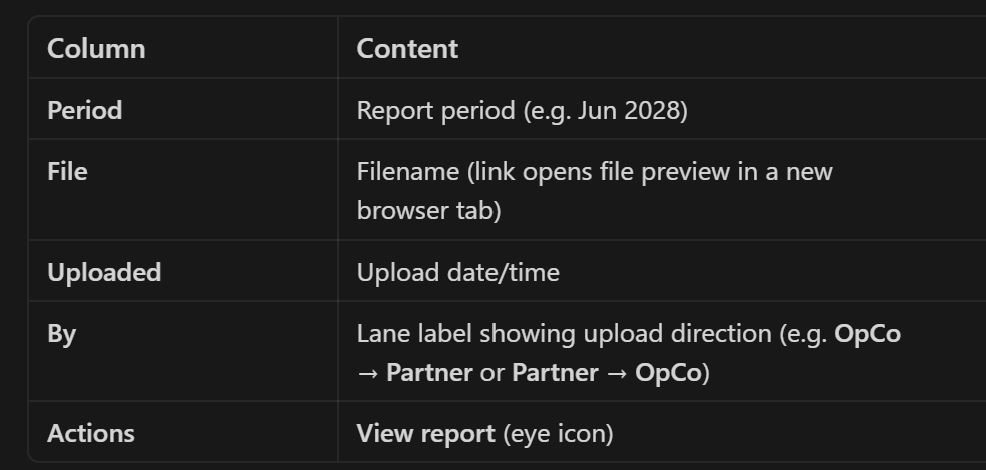 Column Content
Period Report period (e.g. Jun 2028)
File Filename (link opens file preview in a new
browser tab)
Uploaded Upload date/time
By Lane label showing upload direction (e.g. OpCo
→ Partner or Partner → OpCo)
Actions View report (eye icon)